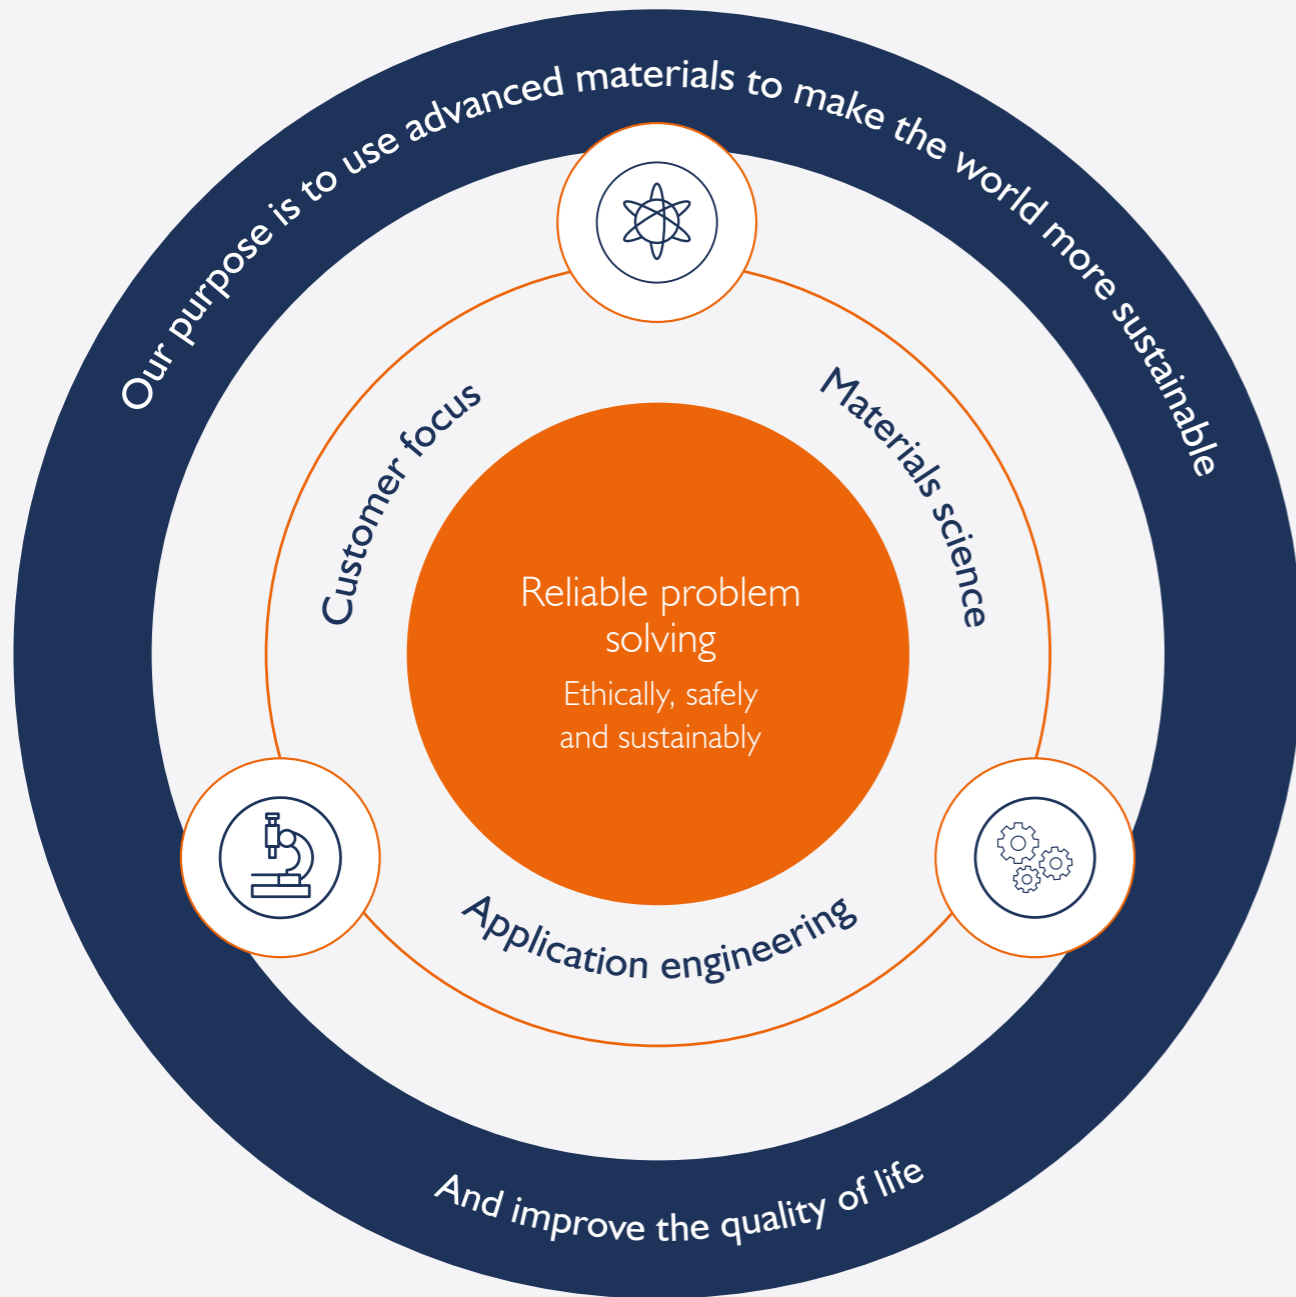 Our purpose is to use advanced materials to make the world more sustainable
Customer focus
Materials science
Reliable problem
solving
Ethically, safely
and sustainably
Application engineering
And improve the quality of life